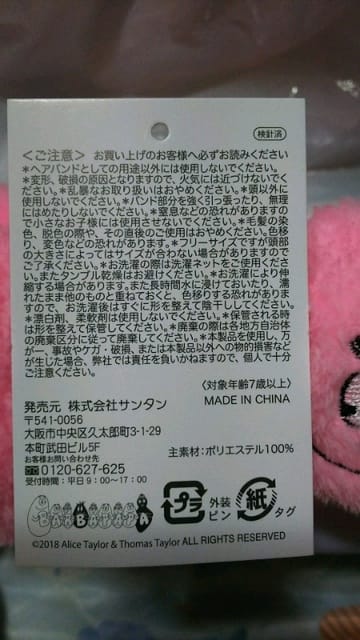 検針済
＜ご注意＞ お買い上げのお客様へ必ずお読みください
＊ヘアバンドとしての用途以外には使用しないでください。
＊変形、破損の原因となりますので、火気には近づけないでく
ださい。＊乱暴なお取り扱いはおやめください。＊頭以外に
使用しないでください。＊バンド部分を強く引っ張ったり、無理
にはめたりしないでください。＊窒息などの恐れがありますの
で小さなお子様には使用させないでください。＊毛髪の染
色、脱色の際や、その直後のご使用はおやめください。色移
り、変色などの恐れがあります。＊フリーサイズですが頭部
の大きさによってはサイズが合わない場合がありますので
ご了承ください。＊お洗濯の際は洗濯ネットをご使用くださ
い。またタンブル乾燥はお避けください。＊お洗濯により伸
縮する場合があります。また長時間水に浸けておいたり、濡
れたまま他のものと重ねておくと、色移りする恐れがありま
すので、お洗濯後はすぐに形を整えて陰干ししてください。
＊漂白剤、柔軟剤は使用しないでください。＊保管される時
は形を整えて保管してください。＊廃棄の際は各地方自治体
の廃棄区分に従って廃棄してください。＊本製品を使用し、万
が一、事故やケガ・破損、または本製品以外への物的損害など
が生じた場合、弊社では責任を負いかねますので、個人で十分
ご注意ください。
〈対象年齢7歳以上〉
発売元 株式会社サンタン
MADE IN CHINA
〒541-0056
大阪市中央区久太郎町3-1-29
本町武田ビル5F
主素材：ポリエステル100%
お客様お問い合わせ先
0120-627-625
受付時間：平日 9：00〜17：00
BARBAPAPA
プラ
外装
ピン
紙
タグ
©2018 Alice Taylor & Thomas Taylor ALL RIGHTS RESERVED